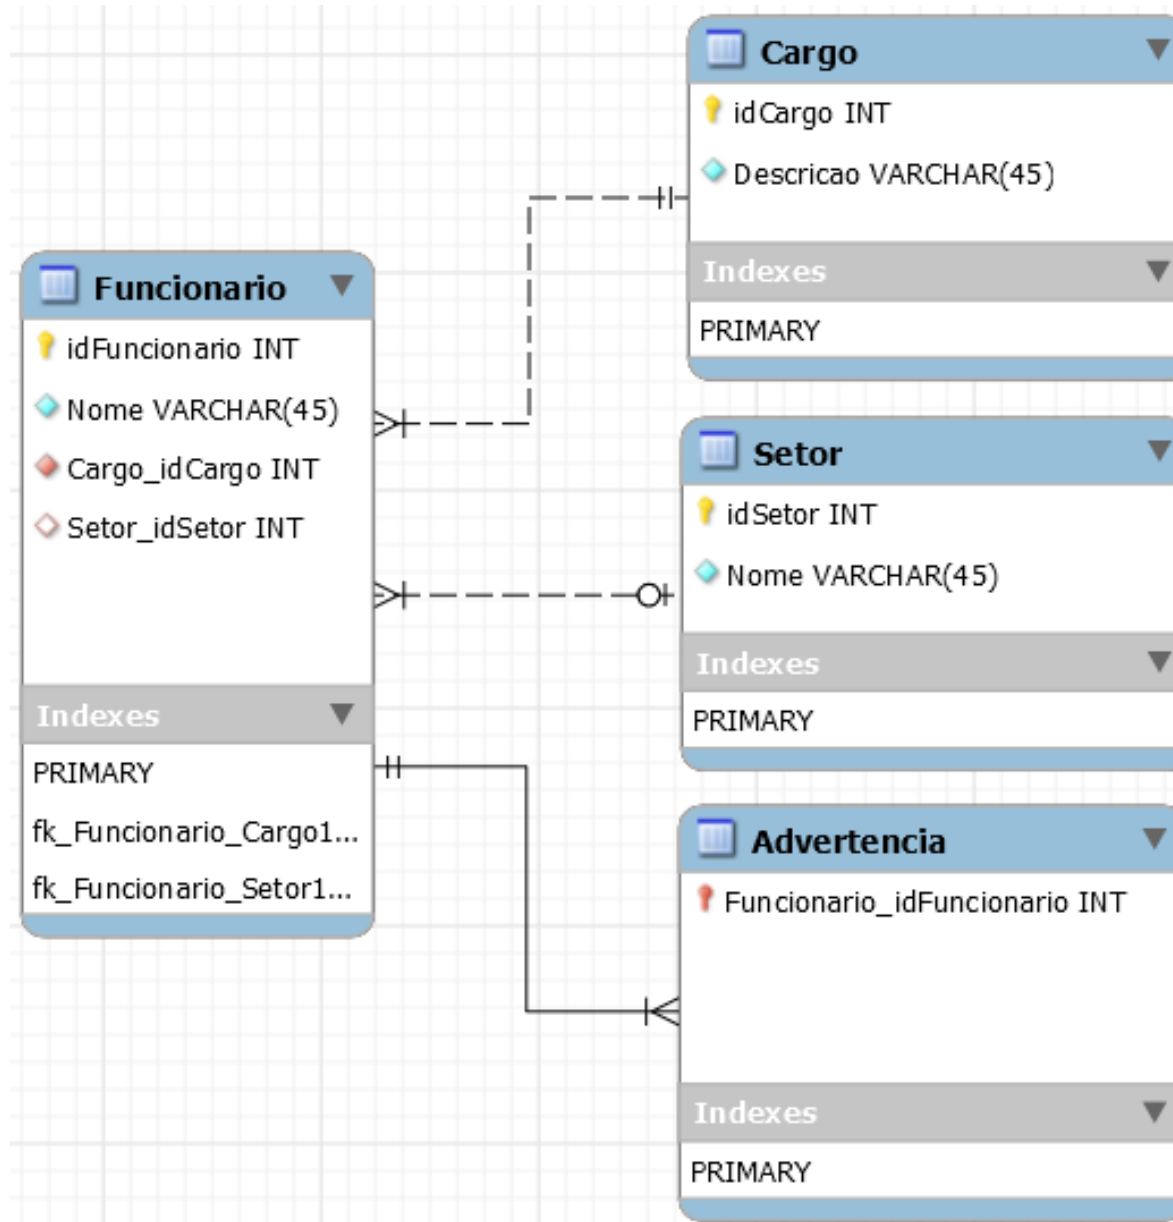 Cargo
idCargo INT
Descricao VARCHAR(45)
Indexes
PRIMARY
Funcionario
idFuncionario INT
Nome VARCHAR(45)
Cargo_idCargo INT
Setor_idSetor INT
Indexes
PRIMARY
fk_Funcionario_Cargo1...
fk_Funcionario_Setor1...
Setor
idSetor INT
Nome VARCHAR(45)
Indexes
PRIMARY
Advertencia
Funcionario_idFuncionario INT
Indexes
PRIMARY